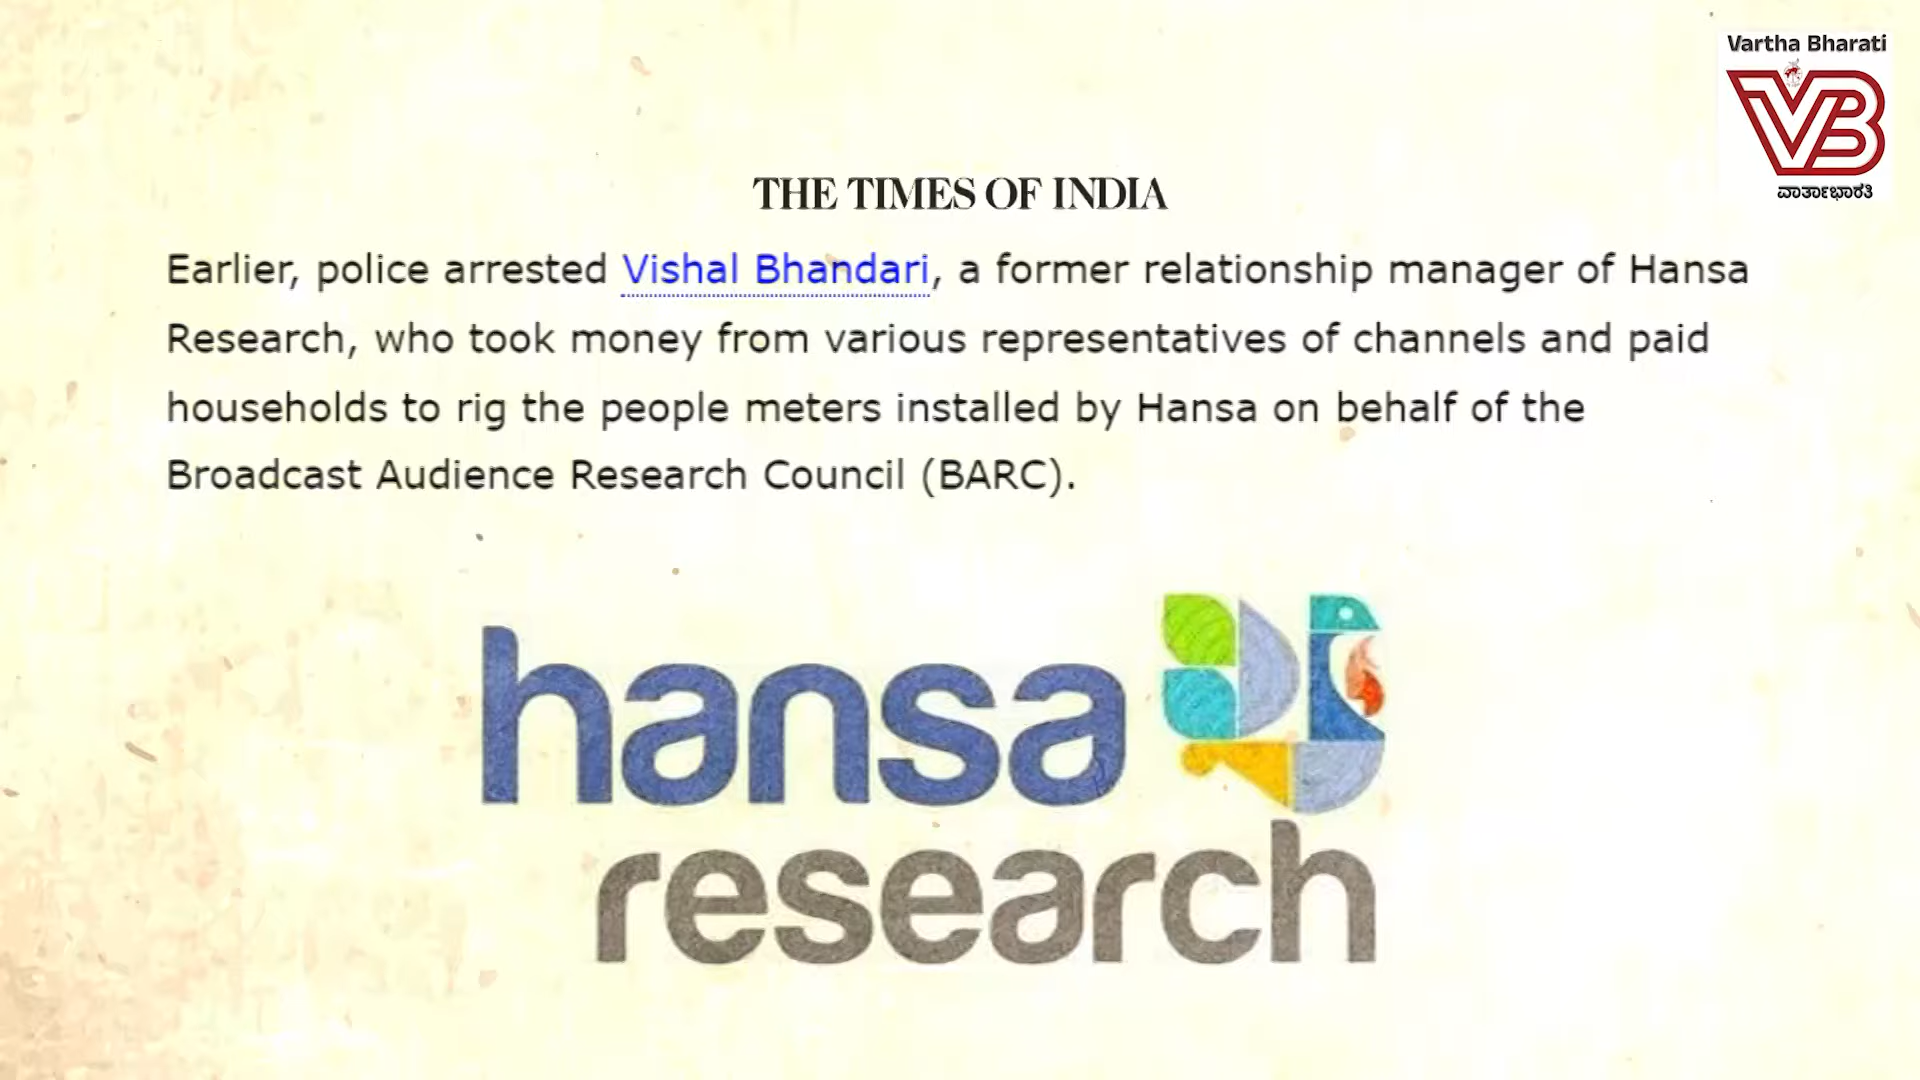 Vartha Bharati
VB
ವಾರ್ತಾಭಾರತಿ
THE TIMES OF INDIA
Earlier, police arrested Vishal Bhandari, a former relationship manager of Hansa
Research, who took money from various representatives of channels and paid
households to rig the people meters installed by Hansa on behalf of the
Broadcast Audience Research Council (BARC).
hansa
research